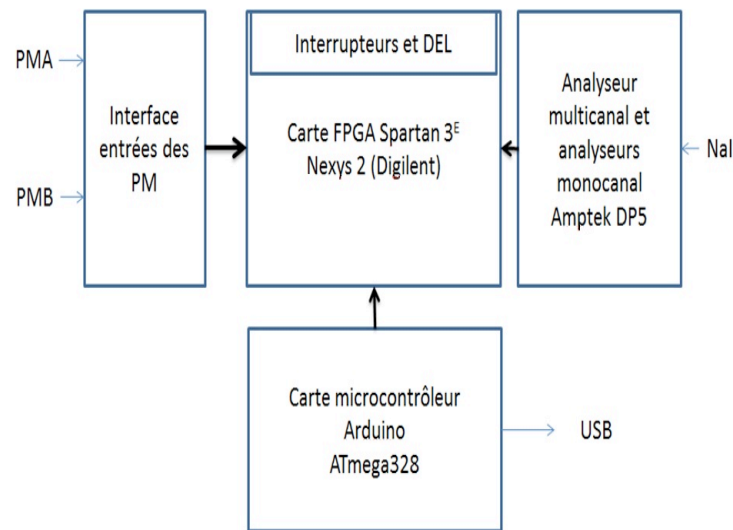 PMA
PMB
Interface
entrées des
PM
Interrupteurs et DEL
Carte FPGA Spartan 3ᴱ
Nexys 2 (Digilent)
Analyseur
multicanal et
analyseurs
monocanal
Amptek DP5
NaI
Carte microcontrôleur
Arduino
ATmega328
USB